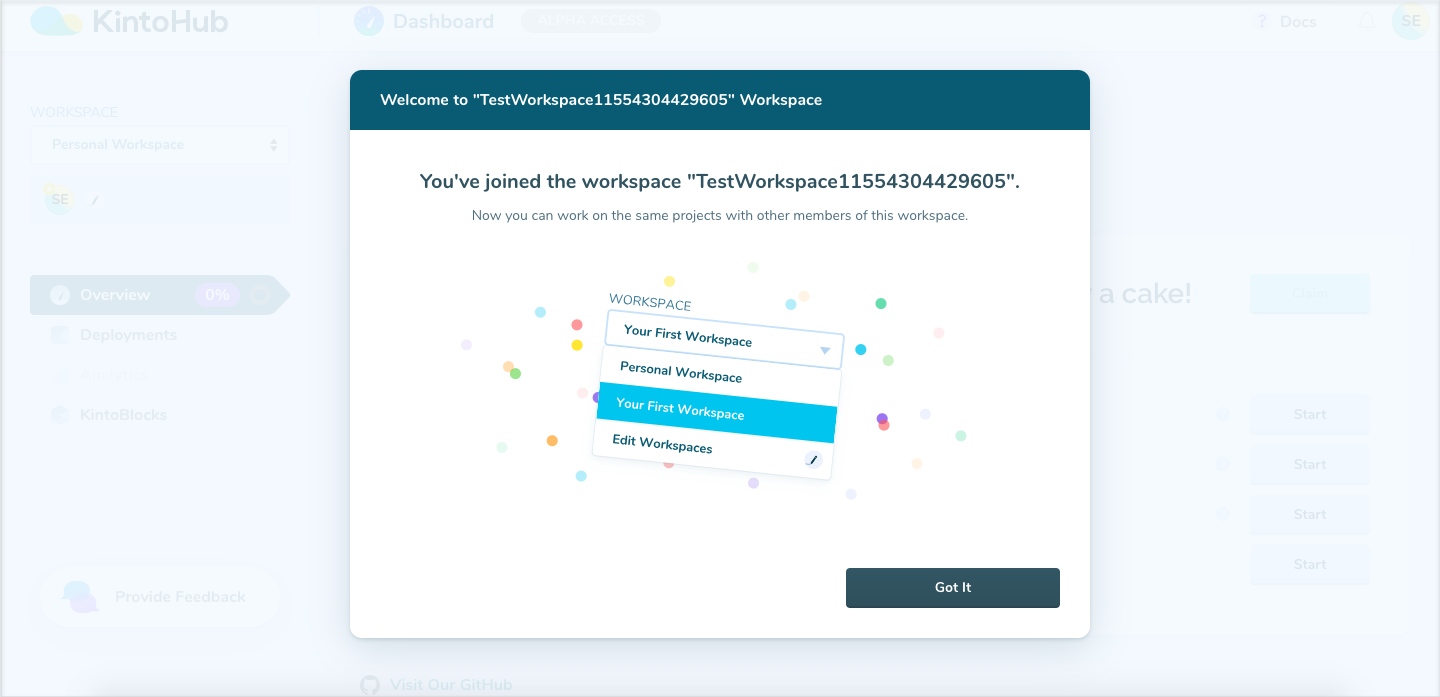 KintoHub
Dashboard
ALPHA ACCESS
? Docs
SE
WORKSPACE
Personal Workspace
SE
Overview 0%
Deployments
Analytics
KintoBlocks
Provide Feedback
Welcome to "TestWorkspace11554304429605" Workspace
You've joined the workspace "TestWorkspace11554304429605".
Now you can work on the same projects with other members of this workspace.
WORKSPACE
Your First Workspace
Personal Workspace
Your First Workspace
Edit Workspaces
Got It
a cake!
Claim
Start
Start
Start
Start
Visit Our GitHub